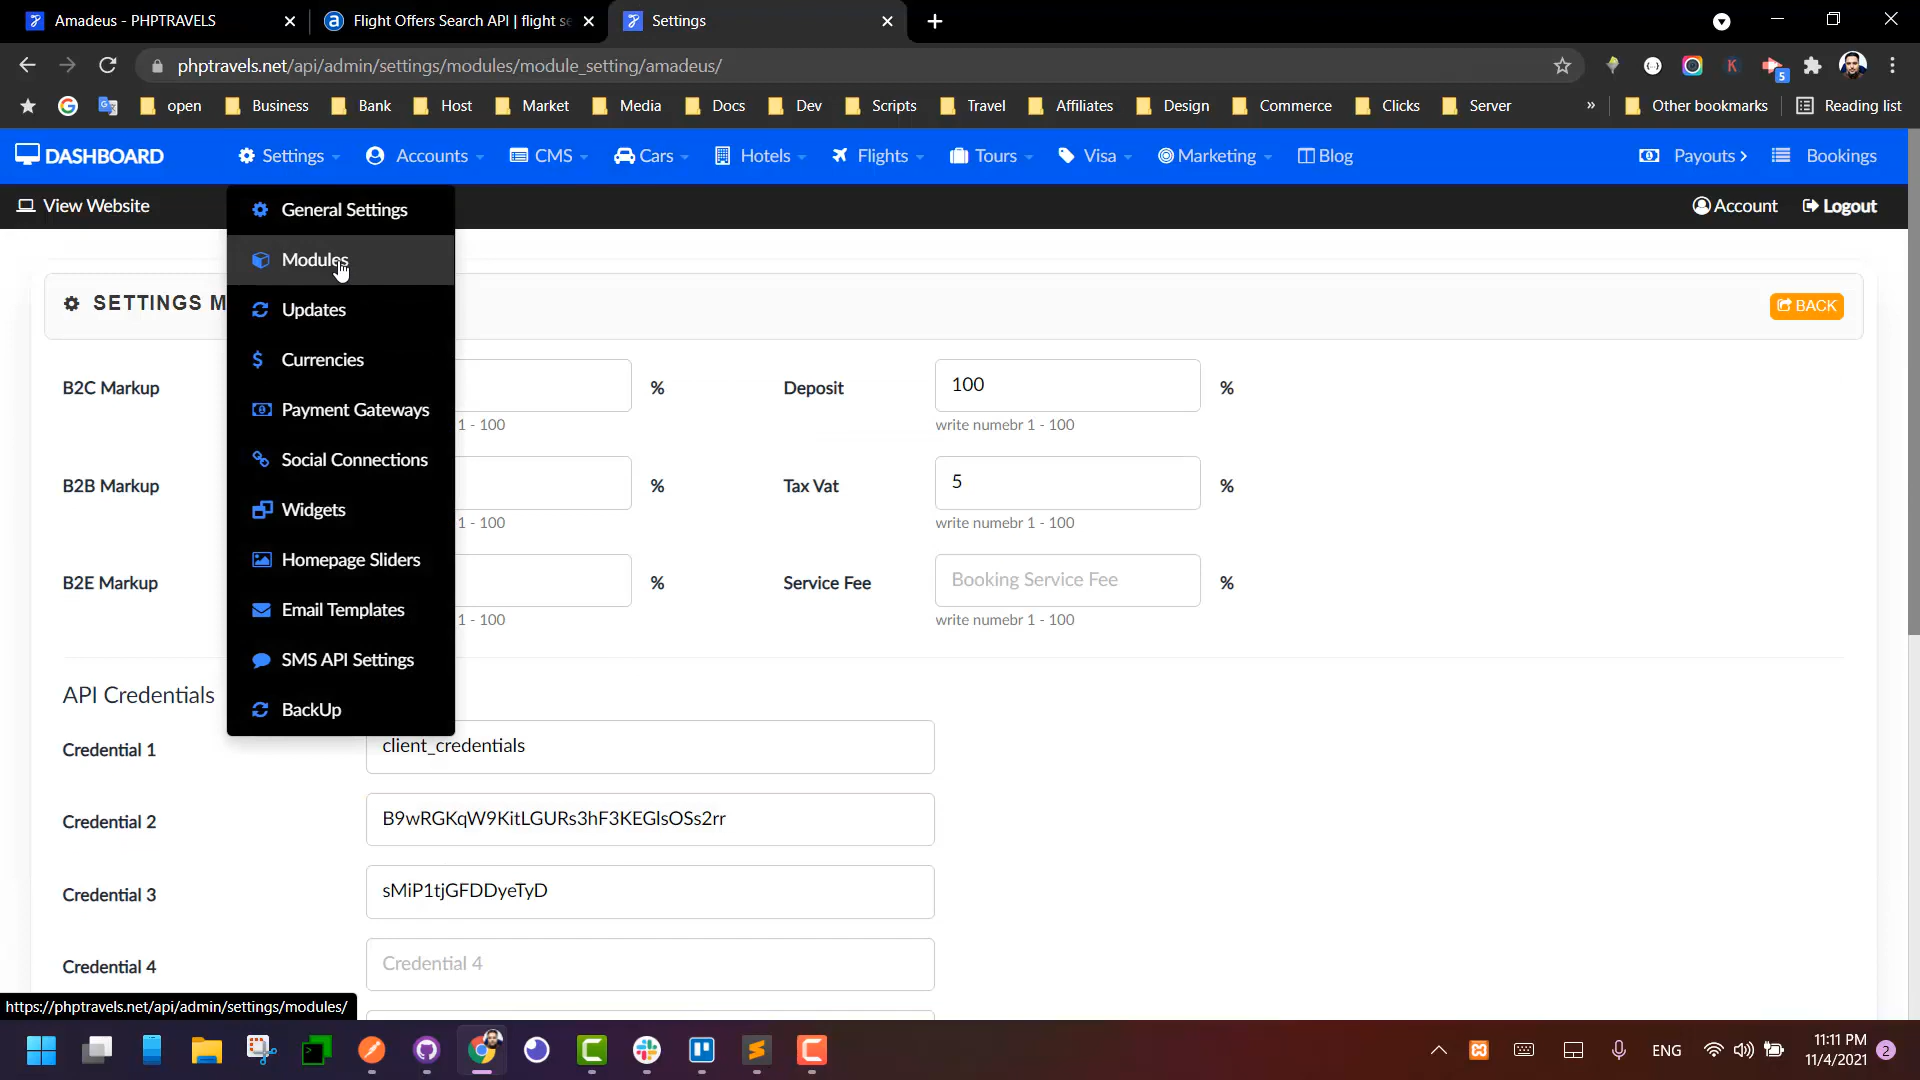 Amadeus - PHPTRAVELS
Flight Offers Search API | flight se
Settings
phptravels.net/api/admin/settings/modules/module_setting/amadeus/
K
5
open
Business
Bank
Host
Market
Media
Docs
Dev
Scripts
Travel
Affiliates
Design
Commerce
Clicks
Server
»
Other bookmarks
Reading list
DASHBOARD
Settings
Accounts
CMS
Cars
Hotels
Flights
Tours
Visa
Marketing
Blog
Payouts
Bookings
View Website
Account
Logout
General Settings
Modules
Updates
Currencies
Payment Gateways
Social Connections
Widgets
Homepage Sliders
Email Templates
SMS API Settings
BackUp
SETTINGS M
BACK
B2C Markup
%
1 - 100
Deposit
100
%
write numebr 1 - 100
B2B Markup
%
1 - 100
Tax Vat
5
%
write numebr 1 - 100
B2E Markup
%
1 - 100
Service Fee
Booking Service Fee
%
write numebr 1 - 100
API Credentials
Credential 1
client_credentials
Credential 2
B9wRGKqW9KitLGURs3hF3KEGlsOSs2rr
Credential 3
sMiP1tjGFDDyeTyD
Credential 4
Credential 4
https://phptravels.net/api/admin/settings/modules/
ENG
11:11 PM
11/4/2021
2